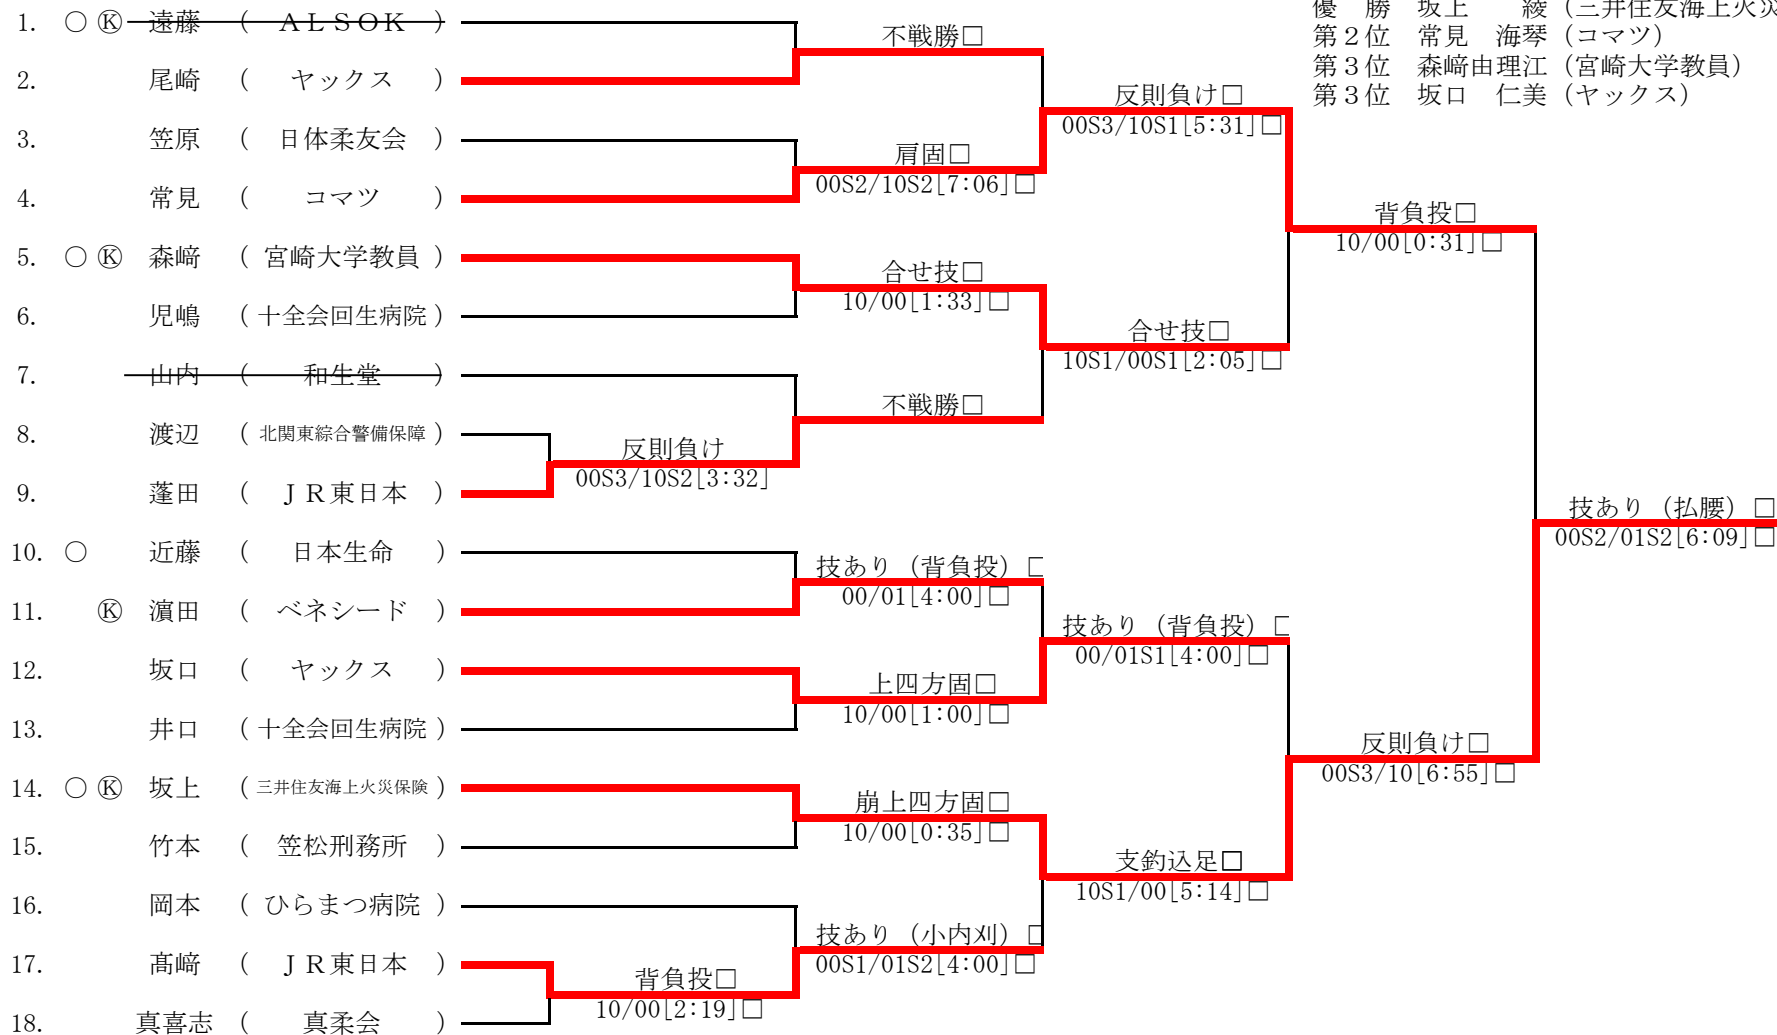 優　勝　坂上　　綾（三井住友海上火災
第２位　常見　海琴（コマツ）
第３位　森﨑由理江（宮崎大学教員）
第３位　坂口　仁美（ヤックス）
1. ○ Ⓚ 遠藤 （ ＡＬＳＯＫ ）
不戦勝□
2. 尾崎 （ ヤックス ）
反則負け□
00S3/10S1[5:31]□
3. 笠原 （ 日体柔友会 ）
肩固□
00S2/10S2[7:06]□
4. 常見 （ コマツ ）
背負投□
10/00[0:31]□
5. ○ Ⓚ 森﨑 （ 宮崎大学教員 ）
合せ技□
10/00[1:33]□
6. 児嶋 （ 十全会回生病院 ）
合せ技□
10S1/00S1[2:05]□
7. 山内 （ 和生堂 ）
不戦勝□
8. 渡辺 （ 北関東綜合警備保障 ）
反則負け
00S3/10S2[3:32]
9. 蓬田 （ ＪＲ東日本 ）
技あり（払腰）□
00S2/01S2[6:09]□
10. ○ 近藤 （ 日本生命 ）
技あり（背負投）□
00/01[4:00]□
11. Ⓚ 濵田 （ ベネシード ）
技あり（背負投）□
00/01S1[4:00]□
12. 坂口 （ ヤックス ）
上四方固□
10/00[1:00]□
13. 井口 （ 十全会回生病院 ）
反則負け□
00S3/10[6:55]□
14. ○ Ⓚ 坂上 （ 三井住友海上火災保険 ）
崩上四方固□
10/00[0:35]□
15. 竹本 （ 笠松刑務所 ）
支釣込足□
10S1/00[5:14]□
16. 岡本 （ ひらまつ病院 ）
技あり（小内刈）□
00S1/01S2[4:00]□
17. 髙﨑 （ ＪＲ東日本 ）
背負投□
10/00[2:19]□
18. 真喜志 （ 真柔会 ）